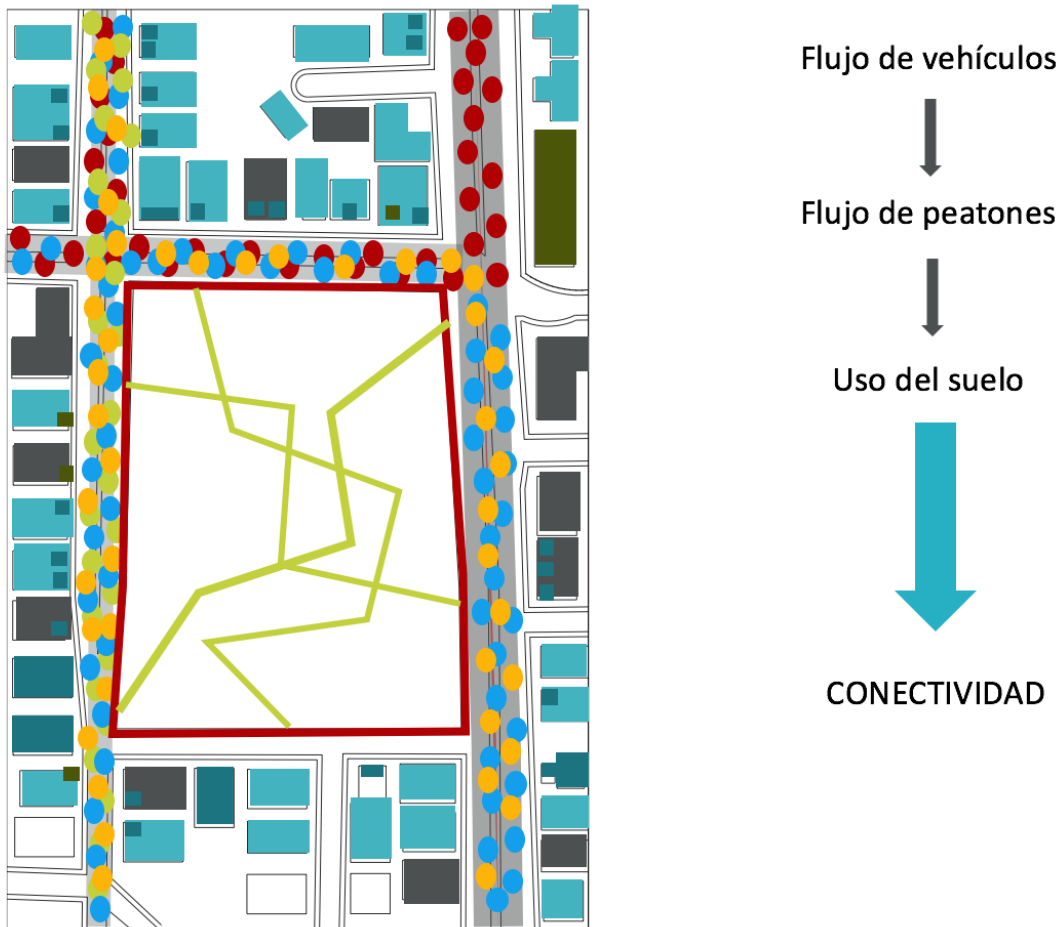 Flujo de vehículos
Flujo de peatones
Uso del suelo
CONECTIVIDAD